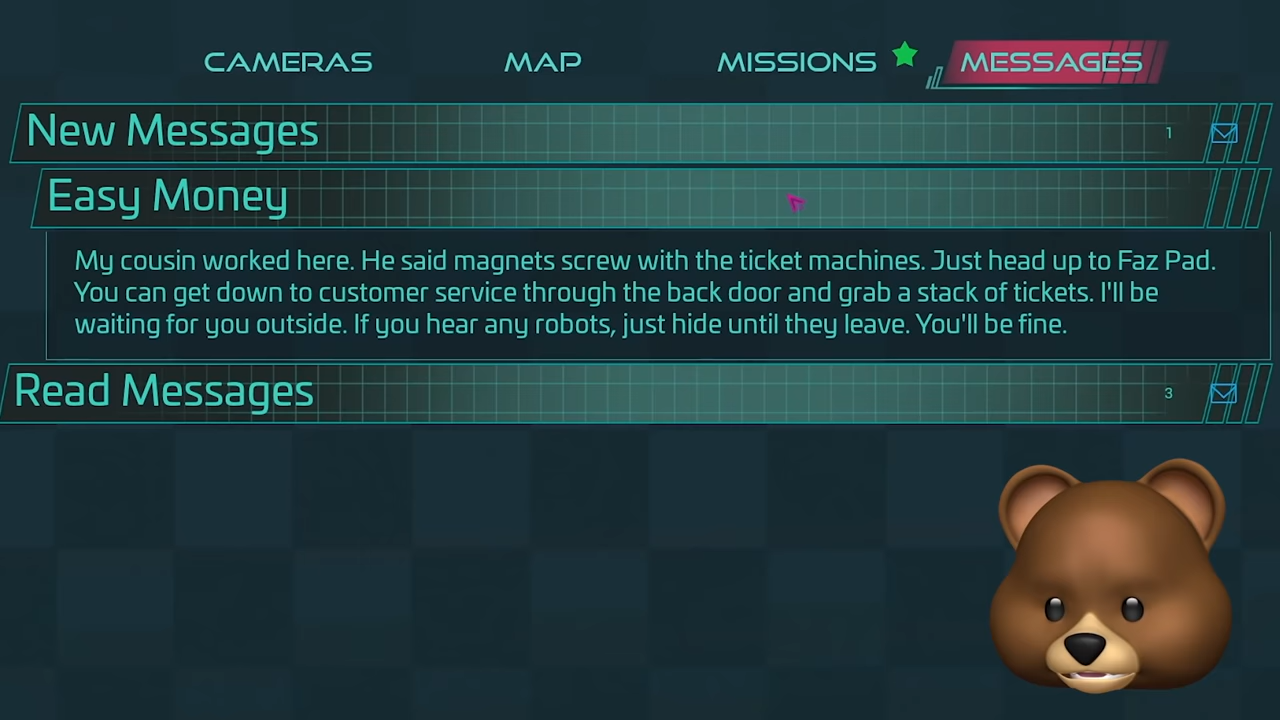 CAMERAS MAP MISSIONS MESSAGES
New Messages 1
Easy Money
My cousin worked here. He said magnets screw with the ticket machines. Just head up to Faz Pad.
You can get down to customer service through the back door and grab a stack of tickets. I'll be
waiting for you outside. If you hear any robots, just hide until they leave. You'll be fine.
Read Messages 3